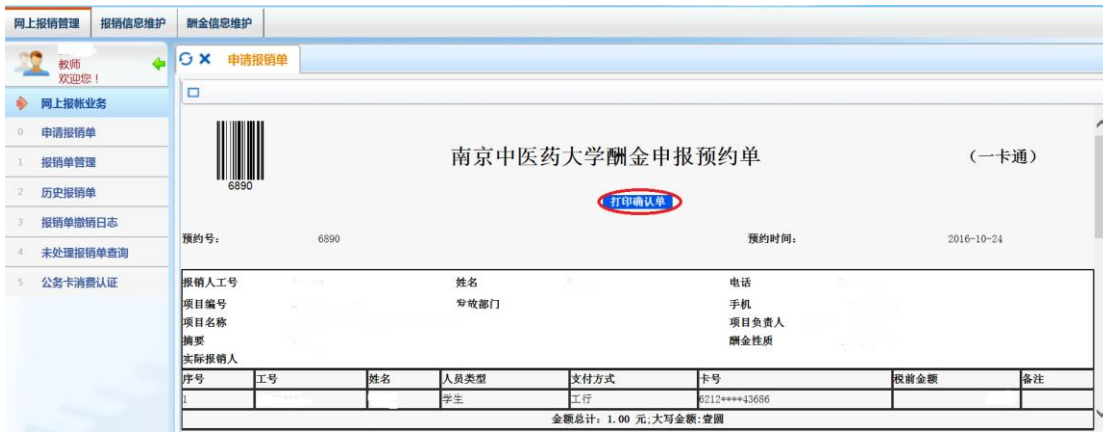 网上报销管理 报销信息维护 酬金信息维护
教师
欢迎您！
申请报销单
网上报帐业务
0 申请报销单
1 报销单管理
2 历史报销单
3 报销单撤销日志
4 未处理报销单查询
5 公务卡消费认证
6890
南京中医药大学酬金申报预约单 （一卡通）
打印确认单
预约号： 6890 预约时间： 2016-10-24
报销人工号 姓名 电话
项目编号 发放部门 手机
项目名称 项目负责人
摘要 酬金性质
实际报销人
序号 工号 姓名 人员类型 支付方式 卡号 税前金额 备注
1 学生 工行 6212****43686
金额总计：1.00 元;大写金额:壹圆